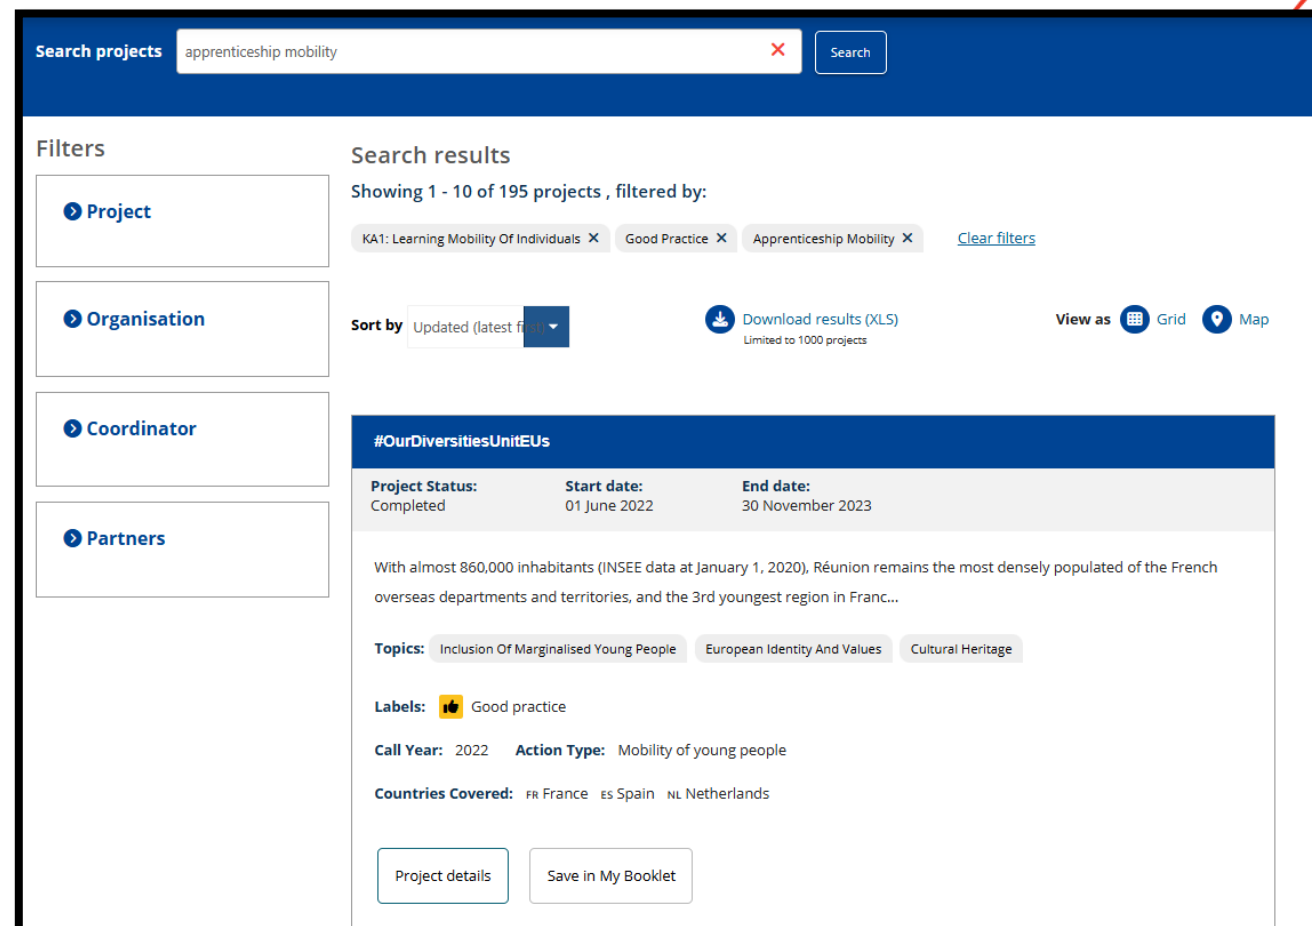 Search projects apprenticeship mobility Search
Filters
Project
Organisation
Coordinator
Partners
Search results
Showing 1 - 10 of 195 projects , filtered by:
KA1: Learning Mobility Of Individuals Good Practice Apprenticeship Mobility Clear filters
Sort by Updated (latest first) Download results (XLS) View as Grid Map
Limited to 1000 projects
#OurDiversitiesUnitEUs
Project Status: Start date: End date:
Completed 01 June 2022 30 November 2023
With almost 860,000 inhabitants (INSEE data at January 1, 2020), Réunion remains the most densely populated of the French
overseas departments and territories, and the 3rd youngest region in Franc...
Topics: Inclusion Of Marginalised Young People European Identity And Values Cultural Heritage
Labels: Good practice
Call Year: 2022 Action Type: Mobility of young people
Countries Covered: FR France ES Spain NL Netherlands
Project details Save in My Booklet